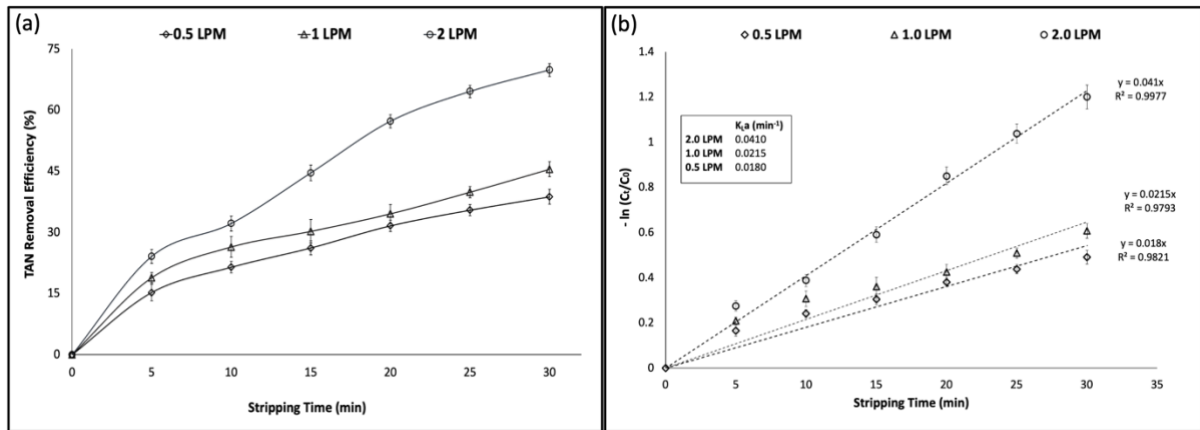 (a)
0.5 LPM 1 LPM 2 LPM
75
60
45
30
15
0
TAN Removal Efficiency (%)
0 5 10 15 20 25 30
Stripping Time (min)
(b)
0.5 LPM 1.0 LPM 2.0 LPM
1.4
1.2
1
0.8
0.6
0.4
0.2
0
- ln (Ct/C0)
KLa (min⁻¹)
2.0 LPM 0.0410
1.0 LPM 0.0215
0.5 LPM 0.0180
y = 0.041x
R² = 0.9977
y = 0.0215x
R² = 0.9793
y = 0.018x
R² = 0.9821
0 5 10 15 20 25 30 35
Stripping Time (min)